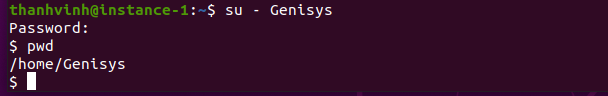 thanhvinh@instance-1:~$ su - Genisys
Password:
$ pwd
/home/Genisys
$